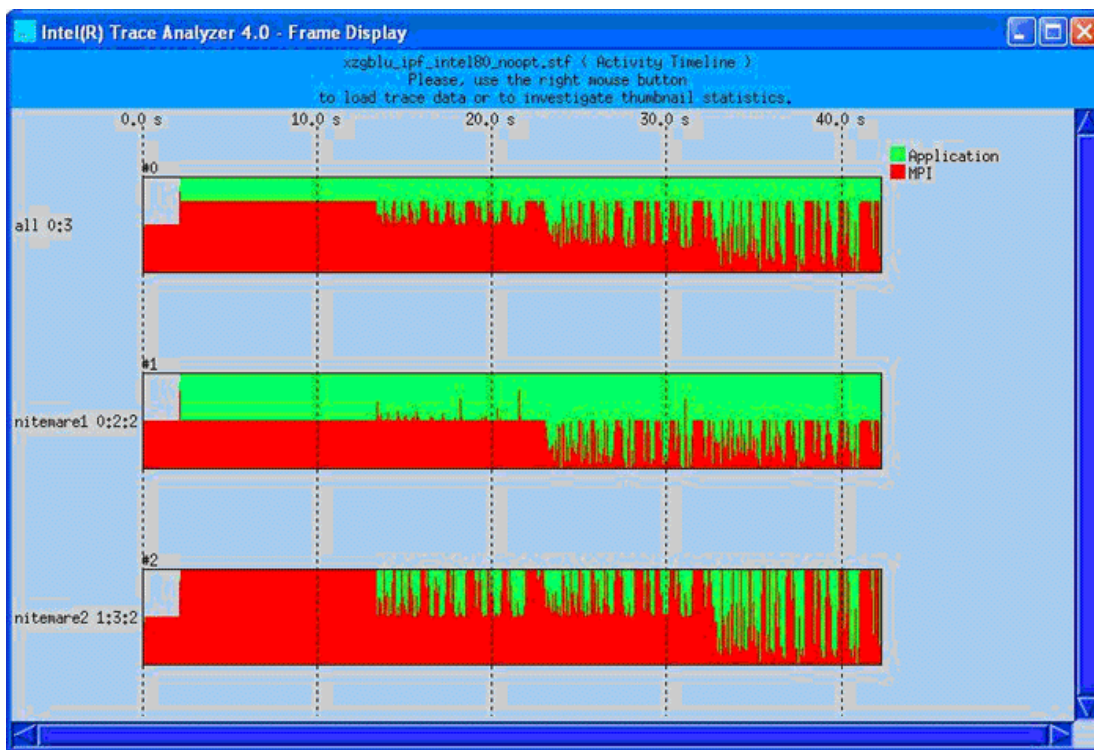 Intel(R) Trace Analyzer 4.0 - Frame Display
xzgblu_ipf_intel80_noopt.stf ( Activity Timeline )
Please, use the right mouse button
to load trace data or to investigate thumbnail statistics.
0.0 s 10.0 s 20.0 s 30.0 s 40.0 s
Application
MPI
#0
all 0:3
#1
nitemare1 0:2:2
#2
nitemare2 1:3:2